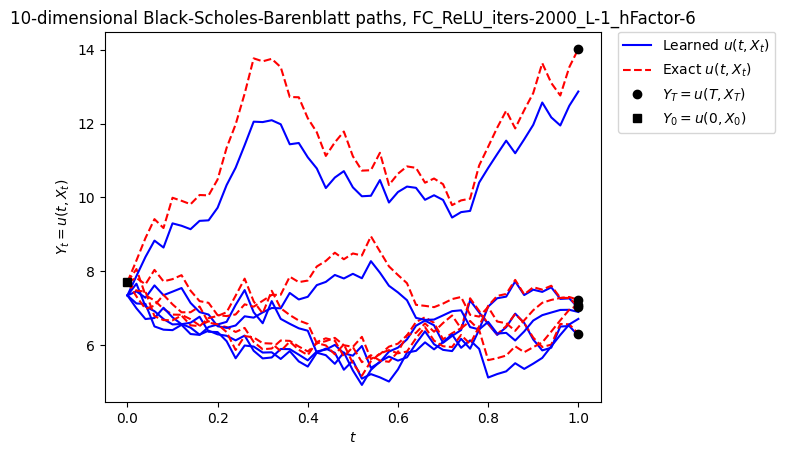 10-dimensional Black-Scholes-Barenblatt paths, FC_ReLU_iters-2000_L-1_hFactor-6
14
12
10
8
6
Y_t = u(t, X_t)
0.0 0.2 0.4 0.6 0.8 1.0
t
Learned u(t, X_t)
Exact u(t, X_t)
Y_T = u(T, X_T)
Y_0 = u(0, X_0)